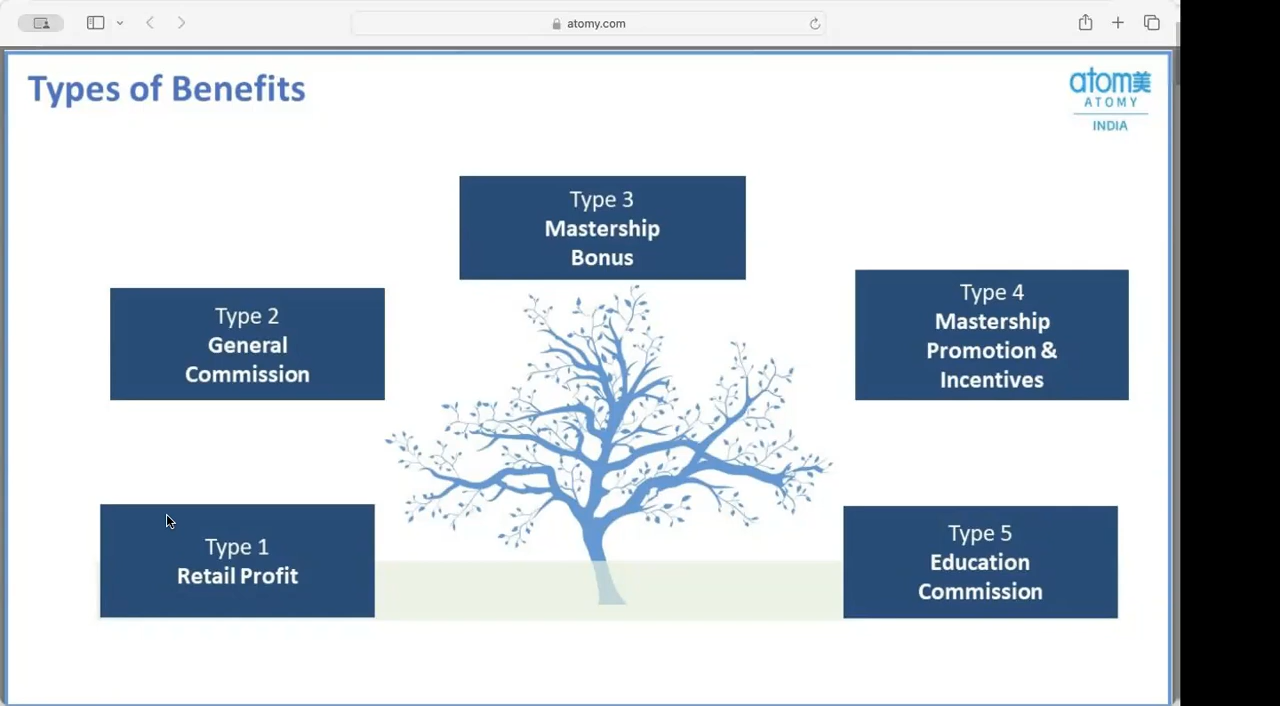 atomy.com
Types of Benefits
atom美
ATOMY
INDIA
Type 3
Mastership
Bonus
Type 2
General
Commission
Type 4
Mastership
Promotion &
Incentives
Type 1
Retail Profit
Type 5
Education
Commission